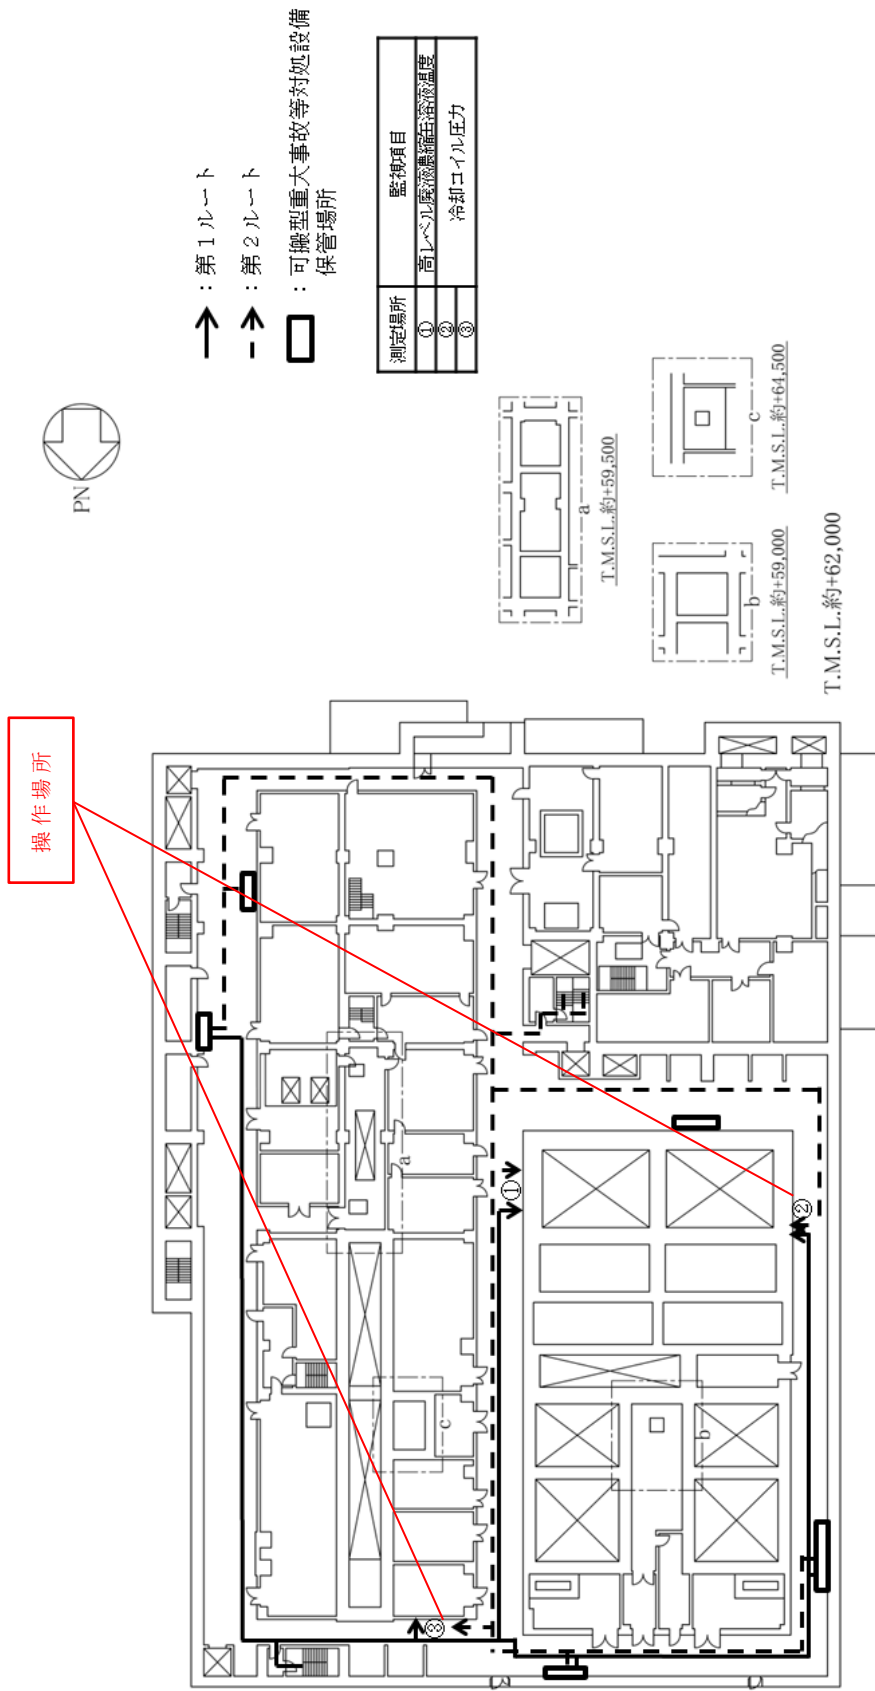 操作場所
PN
→：第1ルート
⇢：第2ルート
：可搬型重大事故等対処設備
保管場所
測定場所 監視項目
① 高レベル廃液濃縮缶溶液温度
② 冷却コイル圧力
③
a
T.M.S.L.約+59,500
b
T.M.S.L.約+59,000
c
T.M.S.L.約+64,500
T.M.S.L.約+62,000
a
c
b
①
②
③